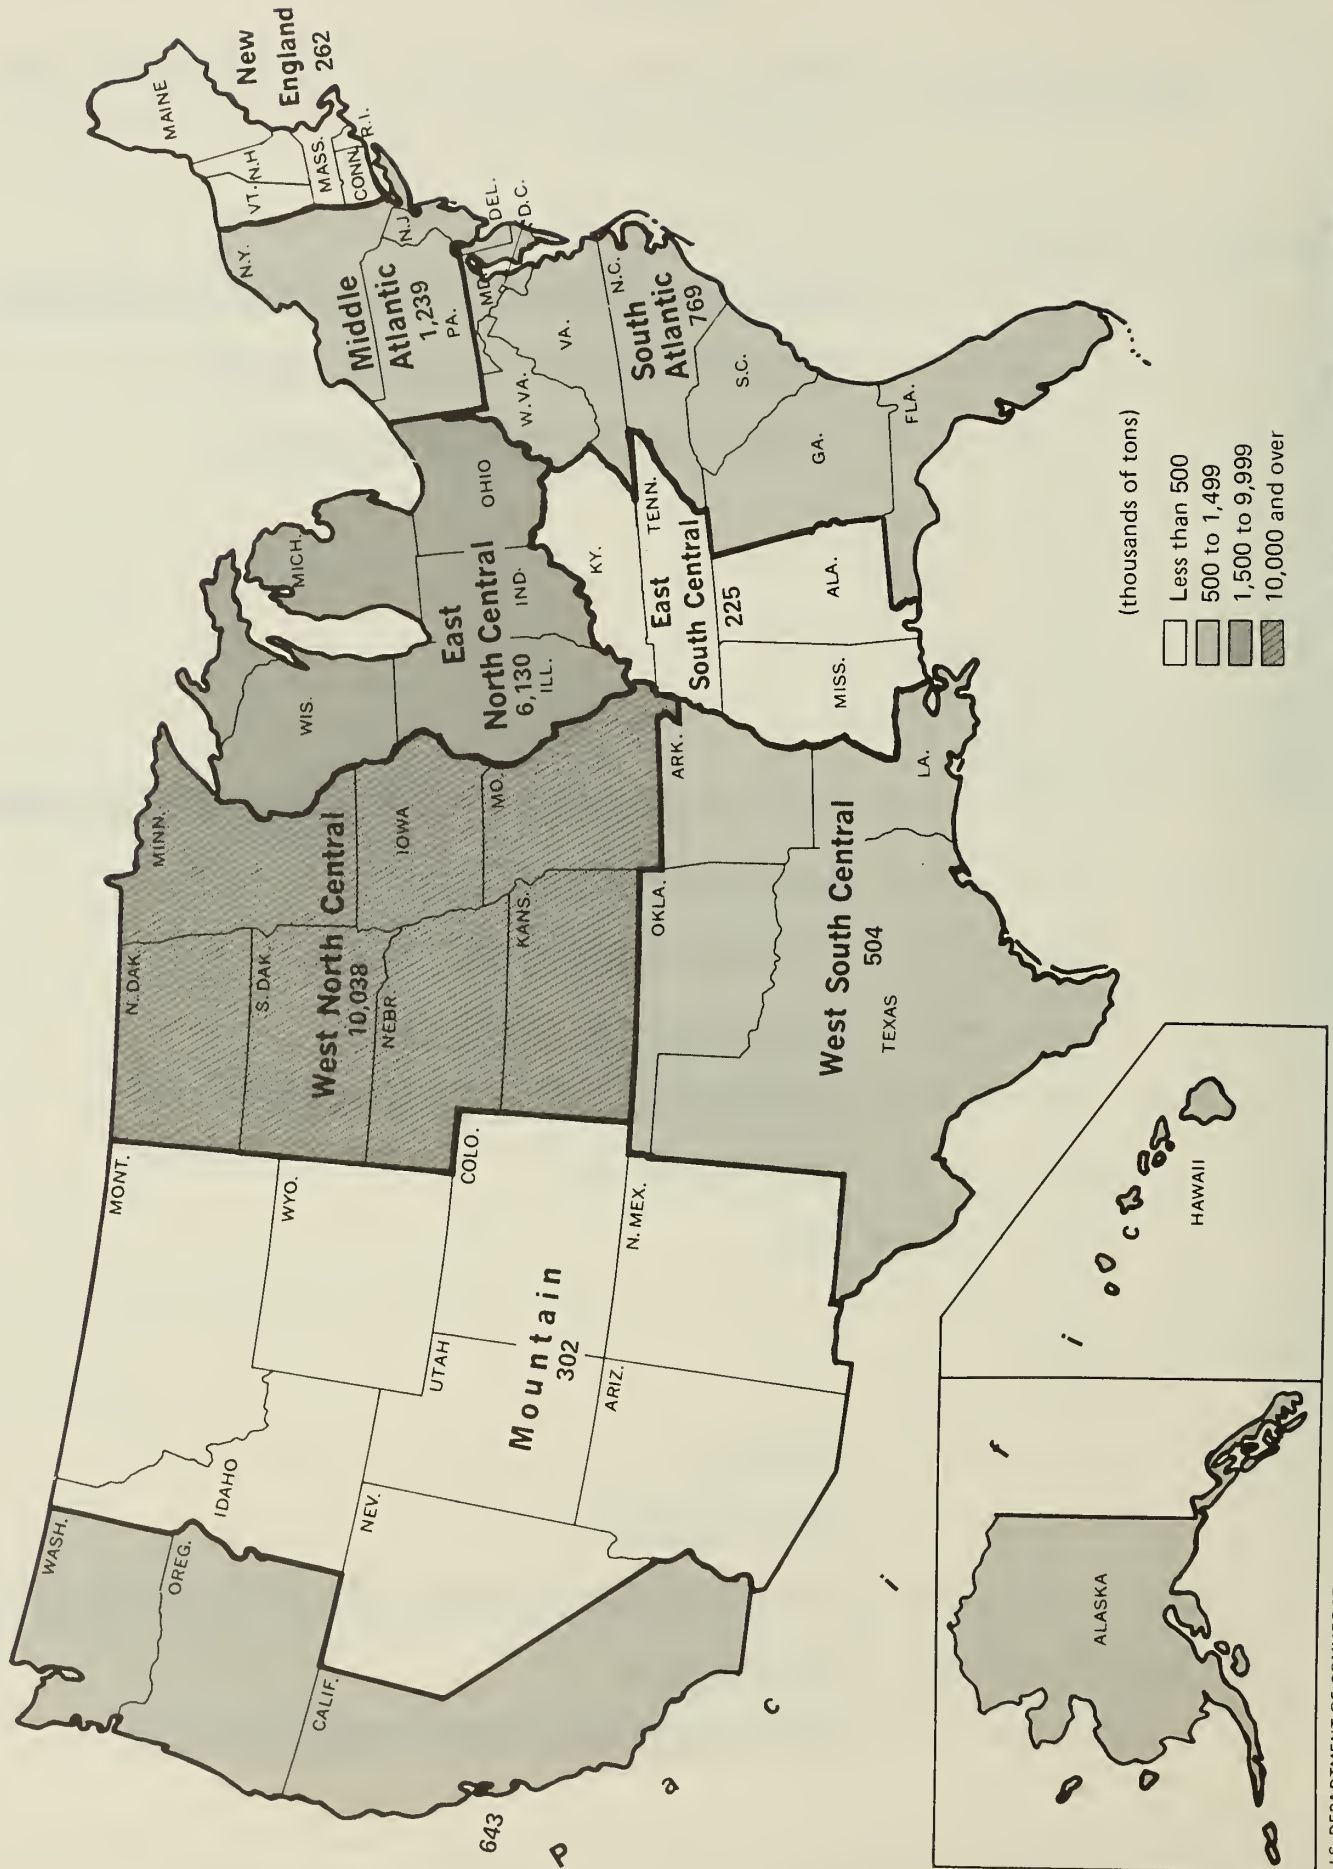 WASH.
OREG.
CALIF.
643
P a c i f i c
MONT.
IDAHO
WYO.
NEV.
UTAH
COLO.
Mountain
302
ARIZ.
N. MEX.
N. DAK.
MINN.
S. DAK.
West North Central
10,038
NEBR.
IOWA
KANS.
MO.
WIS.
MICH.
East
North Central
6,130
ILL.
IND.
OHIO
New
England
262
MAINE
VT.
N.H
MASS.
CONN.
R.I.
N.Y.
Middle
Atlantic
1,239
PA.
N.J.
DEL.
D.C.
MD.
W.VA.
VA.
N.C.
South
Atlantic
769
S.C.
GA.
FLA.
KY.
TENN.
East
South Central
225
MISS.
ALA.
OKLA.
ARK.
West South Central
504
TEXAS
LA.
ALASKA
HAWAII
(thousands of tons)
Less than 500
500 to 1,499
1,500 to 9,999
10,000 and over